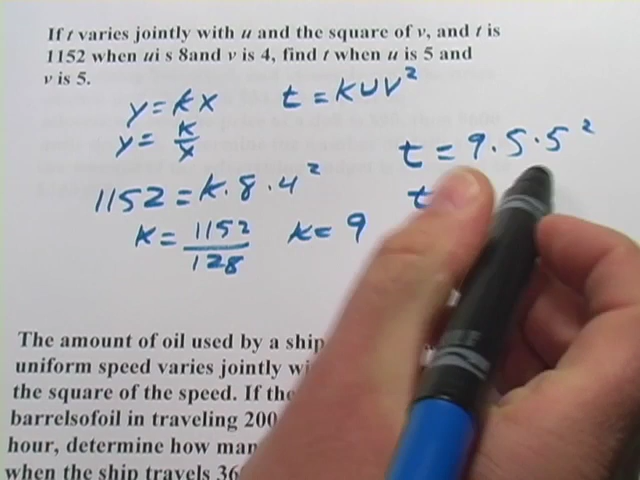 If t varies jointly with u and the square of v, and t is
1152 when ui s 8and v is 4, find t when u is 5 and
v is 5.
y = kx
t = kuv²
y = k/x
t = 9·5·5²
1152 = k·8·4²
t
k = 1152/128
k = 9
The amount of oil used by a ship
uniform speed varies jointly wi
the square of the speed. If the
barrelsofoil in traveling 200
hour, determine how man
when the ship travels 36